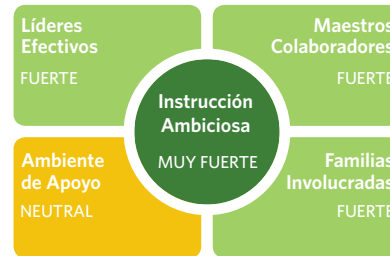 Líderes
Efectivos
FUERTE
Maestros
Colaboradores
FUERTE
Instrucción
Ambiciosa
MUY FUERTE
Ambiente
de Apoyo
NEUTRAL
Familias
Involucradas
FUERTE